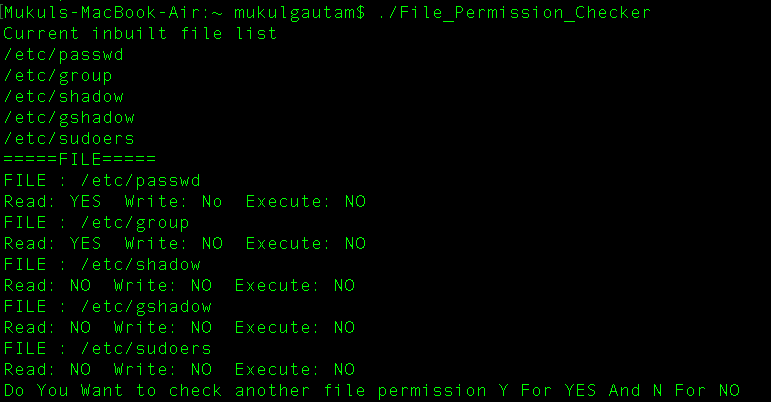 [Mukuls-MacBook-Air:~ mukulgautam$ ./File_Permission_Checker
Current inbuilt file list
/etc/passwd
/etc/group
/etc/shadow
/etc/gshadow
/etc/sudoers
=====FILE=====
FILE : /etc/passwd
Read: YES  Write: No  Execute: NO
FILE : /etc/group
Read: YES  Write: NO  Execute: NO
FILE : /etc/shadow
Read: NO  Write: NO  Execute: NO
FILE : /etc/gshadow
Read: NO  Write: NO  Execute: NO
FILE : /etc/sudoers
Read: NO  Write: NO  Execute: NO
Do You Want to check another file permission Y For YES And N For NO